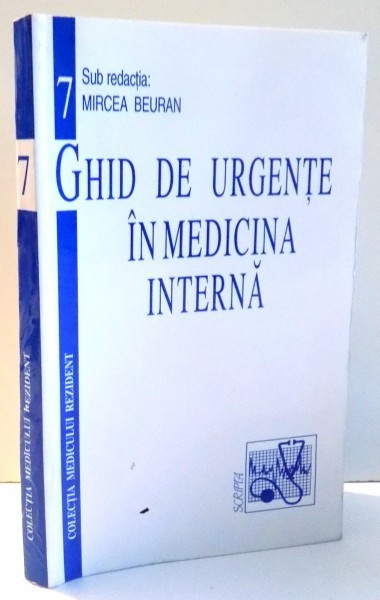 7
Sub redacția:
MIRCEA BEURAN
GHID DE URGENȚE
ÎN MEDICINA
INTERNĂ
COLECȚIA MEDICULUI REZIDENT
SCRIPTA
7
COLECȚIA MEDICULUI REZIDENT